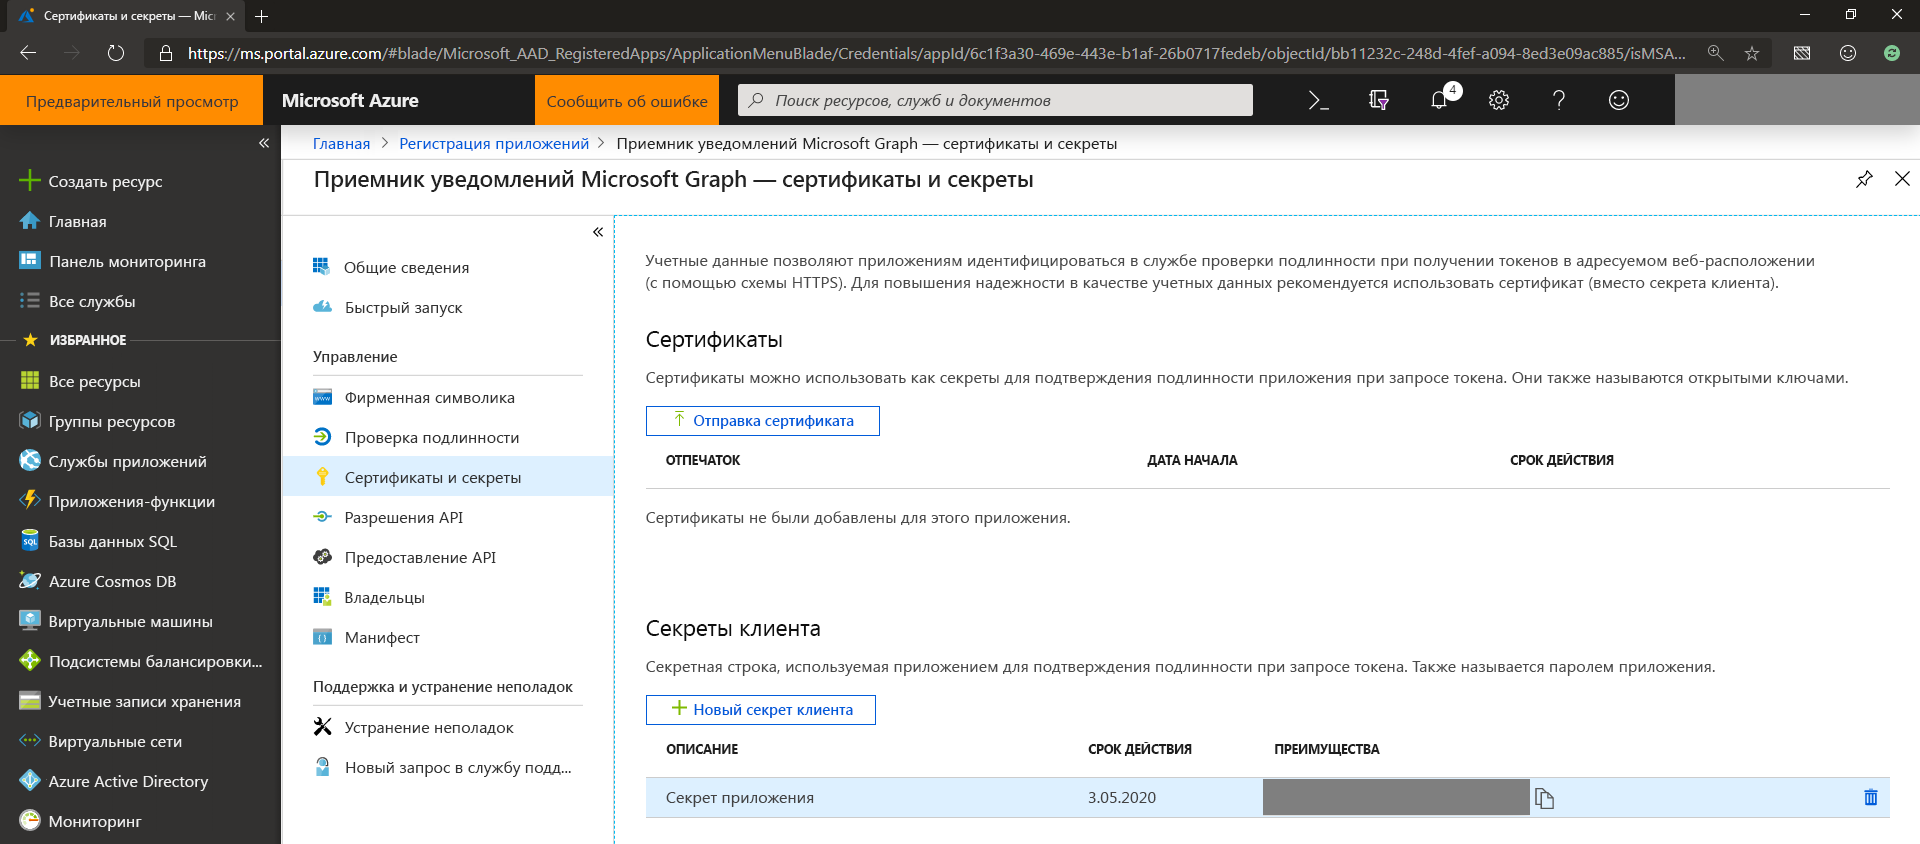 Сертификаты и секреты — Mic
https://ms.portal.azure.com/#blade/Microsoft_AAD_RegisteredApps/ApplicationMenuBlade/Credentials/appId/6c1f3a30-469e-443e-b1af-26b0717fedeb/objectId/bb11232c-248d-4fef-a094-8ed3e09ac885/isMSA...
Предварительный просмотр
Microsoft Azure
Сообщить об ошибке
Поиск ресурсов, служб и документов
4
Создать ресурс
Главная
Панель мониторинга
Все службы
ИЗБРАННОЕ
Все ресурсы
Группы ресурсов
Службы приложений
Приложения-функции
Базы данных SQL
Azure Cosmos DB
Виртуальные машины
Подсистемы балансировки...
Учетные записи хранения
Виртуальные сети
Azure Active Directory
Мониторинг
Главная > Регистрация приложений > Приемник уведомлений Microsoft Graph — сертификаты и секреты
Приемник уведомлений Microsoft Graph — сертификаты и секреты
Общие сведения
Быстрый запуск
Управление
Фирменная символика
Проверка подлинности
Сертификаты и секреты
Разрешения API
Предоставление API
Владельцы
Манифест
Поддержка и устранение неполадок
Устранение неполадок
Новый запрос в службу подд...
Учетные данные позволяют приложениям идентифицироваться в службе проверки подлинности при получении токенов в адресуемом веб-расположении
(с помощью схемы HTTPS). Для повышения надежности в качестве учетных данных рекомендуется использовать сертификат (вместо секрета клиента).
Сертификаты
Сертификаты можно использовать как секреты для подтверждения подлинности приложения при запросе токена. Они также называются открытыми ключами.
Отправка сертификата
ОТПЕЧАТОК ДАТА НАЧАЛА СРОК ДЕЙСТВИЯ
Сертификаты не были добавлены для этого приложения.
Секреты клиента
Секретная строка, используемая приложением для подтверждения подлинности при запросе токена. Также называется паролем приложения.
Новый секрет клиента
ОПИСАНИЕ СРОК ДЕЙСТВИЯ ПРЕИМУЩЕСТВА
Секрет приложения 3.05.2020